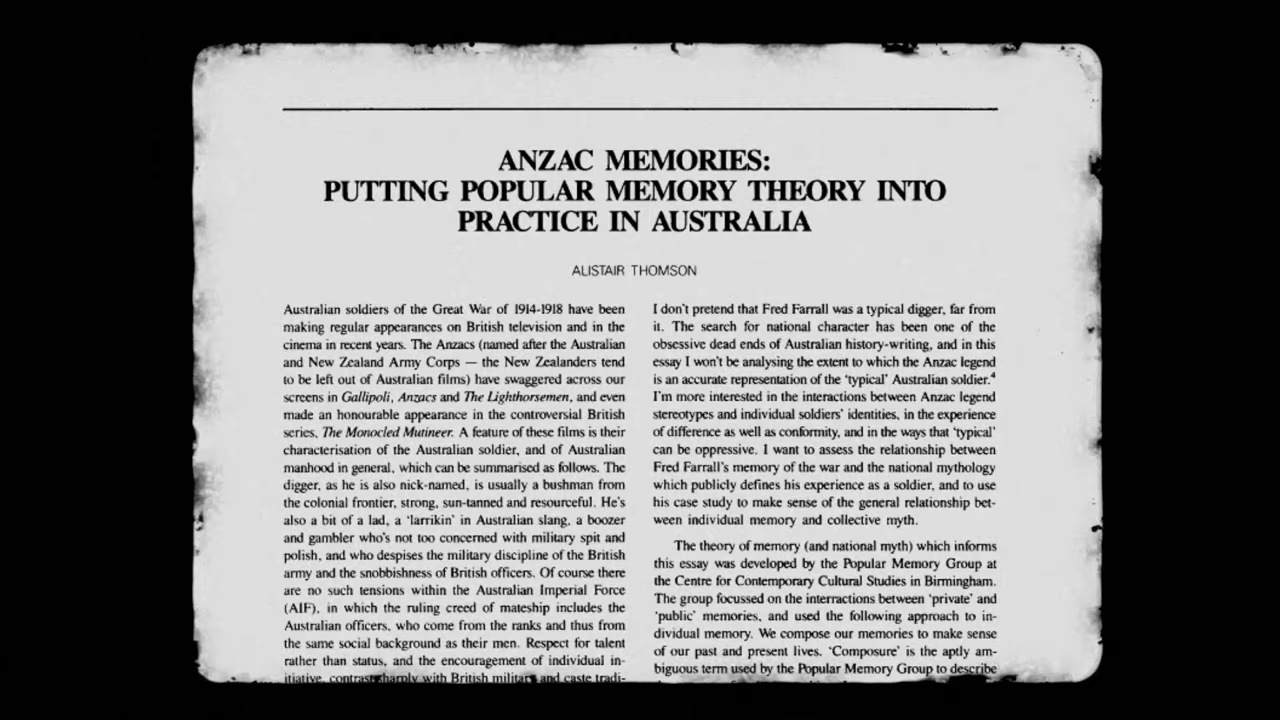 ANZAC MEMORIES:
PUTTING POPULAR MEMORY THEORY INTO
PRACTICE IN AUSTRALIA
ALISTAIR THOMSON
Australian soldiers of the Great War of 1914-1918 have been
making regular appearances on British television and in the
cinema in recent years. The Anzacs (named after the Australian
and New Zealand Army Corps — the New Zealanders tend
to be left out of Australian films) have swaggered across our
screens in Gallipoli, Anzacs and The Lighthorsemen, and even
made an honourable appearance in the controversial British
series, The Monocled Mutineer. A feature of these films is their
characterisation of the Australian soldier, and of Australian
manhood in general, which can be summarised as follows. The
digger, as he is also nick-named, is usually a bushman from
the colonial frontier, strong, sun-tanned and resourceful. He's
also a bit of a lad, a 'larrikin' in Australian slang, a boozer
and gambler who's not too concerned with military spit and
polish, and who despises the military discipline of the British
army and the snobbishness of British officers. Of course there
are no such tensions within the Australian Imperial Force
(AIF), in which the ruling creed of mateship includes the
Australian officers, who come from the ranks and thus from
the same social background as their men. Respect for talent
rather than status, and the encouragement of individual in-
itiative, contrast sharply with British military and caste tradi-
I don't pretend that Fred Farrall was a typical digger, far from
it. The search for national character has been one of the
obsessive dead ends of Australian history-writing, and in this
essay I won't be analysing the extent to which the Anzac legend
is an accurate representation of the 'typical' Australian soldier.⁴
I'm more interested in the interactions between Anzac legend
stereotypes and individual soldiers' identities, in the experience
of difference as well as conformity, and in the ways that 'typical'
can be oppressive. I want to assess the relationship between
Fred Farrall's memory of the war and the national mythology
which publicly defines his experience as a soldier, and to use
his case study to make sense of the general relationship bet-
ween individual memory and collective myth.
The theory of memory (and national myth) which informs
this essay was developed by the Popular Memory Group at
the Centre for Contemporary Cultural Studies in Birmingham.
The group focussed on the interractions between 'private' and
'public' memories, and used the following approach to in-
dividual memory. We compose our memories to make sense
of our past and present lives. 'Composure' is the aptly am-
biguous term used by the Popular Memory Group to describe